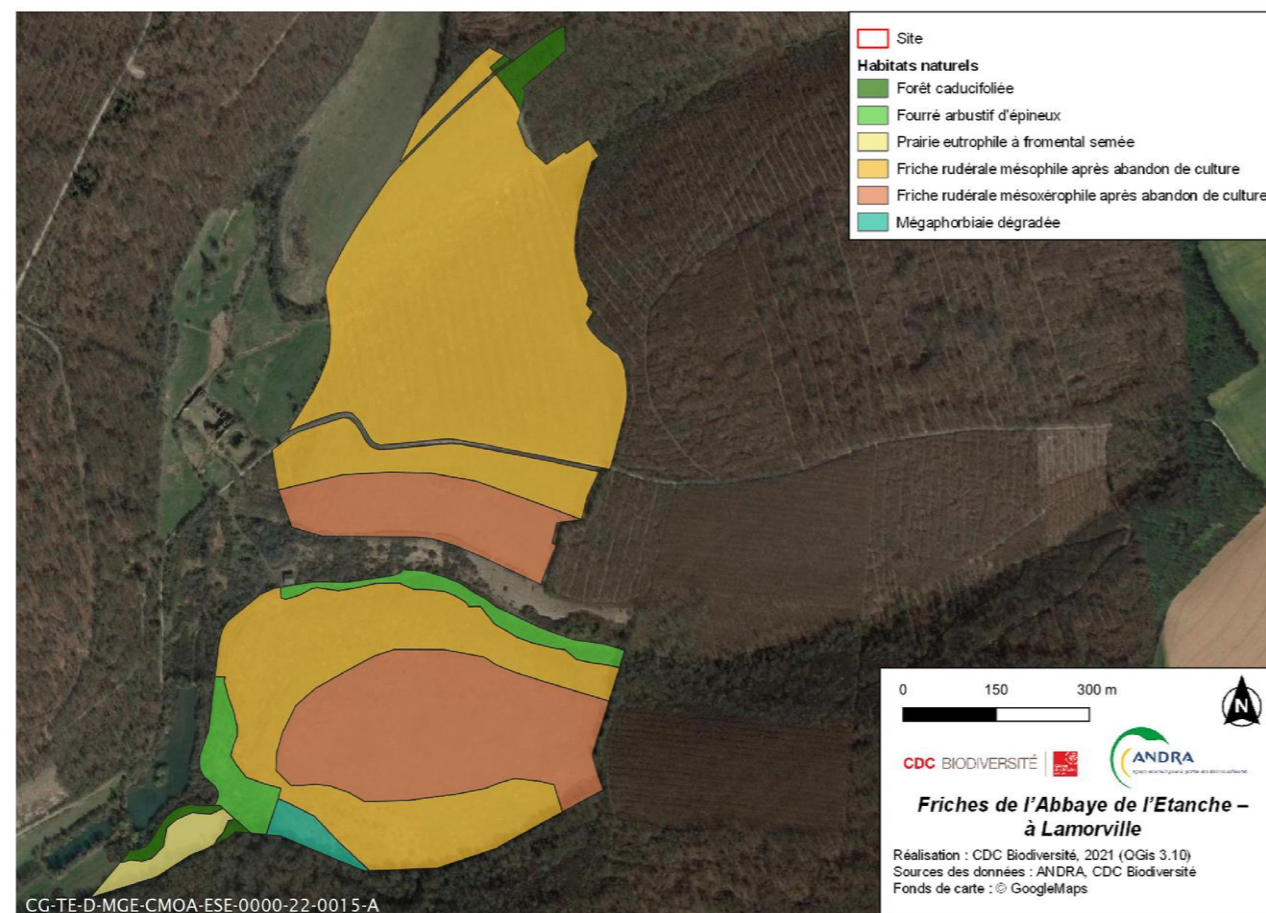 Site
Habitats naturels
Forêt caducifoliée
Fourré arbustif d'épineux
Prairie eutrophile à fromental semée
Friche rudérale mésophile après abandon de culture
Friche rudérale mésoxérophile après abandon de culture
Mégaphorbiaie dégradée
0 150 300 m
N
CDC BIODIVERSITÉ
ANDRA
Friches de l'Abbaye de l'Etanche –
à Lamorville
Réalisation : CDC Biodiversité, 2021 (QGis 3.10)
Sources des données : ANDRA, CDC Biodiversité
Fonds de carte : © GoogleMaps
CG-TE-D-MGE-CMOA-ESE-0000-22-0015-A